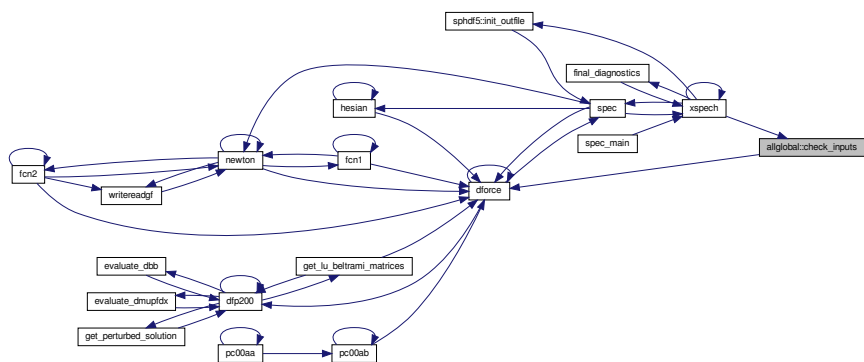 sphdf5::init_outfile
final_diagnostics
hesian
spec
xspech
spec_main
allglobal::check_inputs
newton
fcn1
fcn2
writereadgf
dforce
evaluate_dbb
get_lu_beltrami_matrices
evaluate_dmupfdx
dfp200
get_perturbed_solution
pc00aa
pc00ab